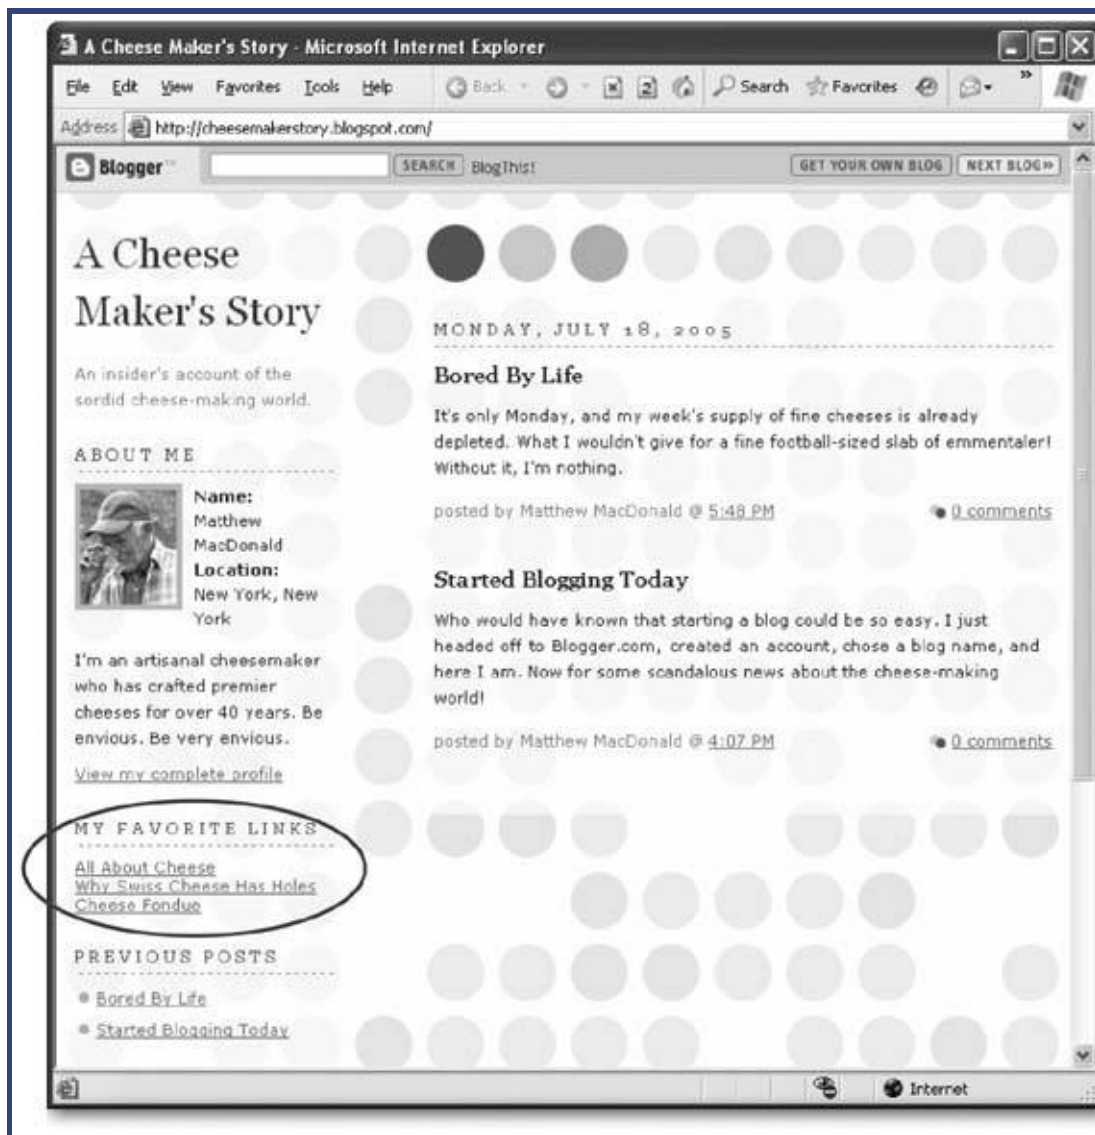 A Cheese Maker's Story - Microsoft Internet Explorer
File Edit View Favorites Tools Help Back Search Favorites »
Address http://cheesemakerstory.blogspot.com/
Blogger™ SEARCH BlogThis! GET YOUR OWN BLOG NEXT BLOG»
A Cheese
Maker's Story
An insider's account of the
sordid cheese-making world.
ABOUT ME
Name:
Matthew
MacDonald
Location:
New York, New
York
I'm an artisanal cheesemaker
who has crafted premier
cheeses for over 40 years. Be
envious. Be very envious.
View my complete profile
MY FAVORITE LINKS
All About Cheese
Why Swiss Cheese Has Holes
Cheese Fondue
PREVIOUS POSTS
Bored By Life
Started Blogging Today
MONDAY, JULY 18, 2005
Bored By Life
It's only Monday, and my week's supply of fine cheeses is already
depleted. What I wouldn't give for a fine football-sized slab of emmentaler!
Without it, I'm nothing.
posted by Matthew MacDonald @ 5:48 PM 0 comments
Started Blogging Today
Who would have known that starting a blog could be so easy. I just
headed off to Blogger.com, created an account, chose a blog name, and
here I am. Now for some scandalous news about the cheese-making
world!
posted by Matthew MacDonald @ 4:07 PM 0 comments
Internet